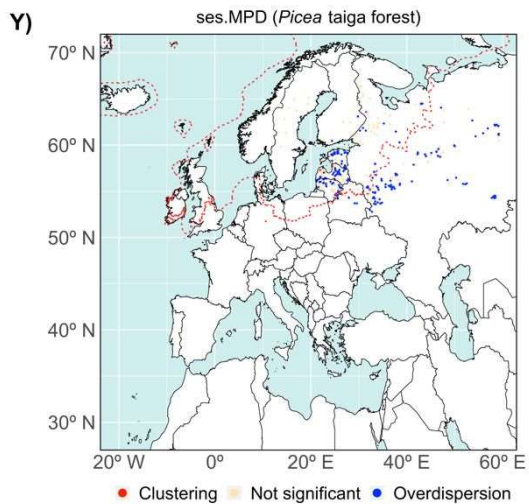 Y)
ses.MPD (Picea taiga forest)
70º N
60º N
50º N
40º N
30º N
20º W
0º
20º E
40º E
60º E
Clustering
Not significant
Overdispersion